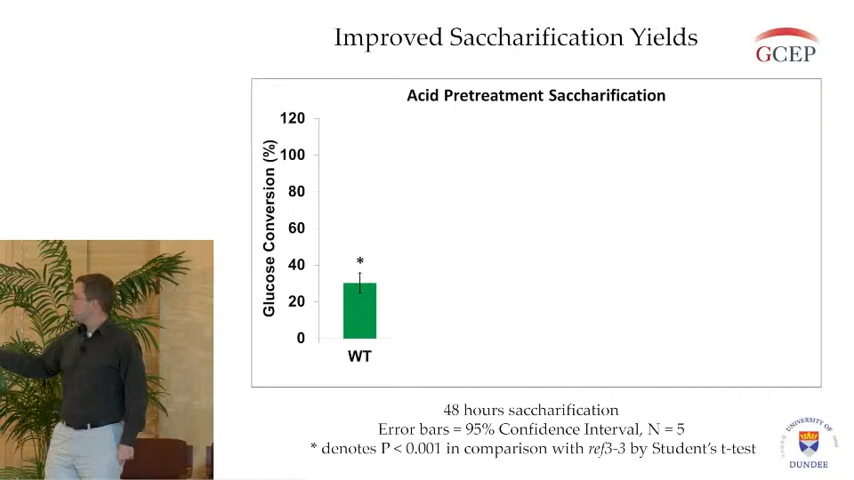 Improved Saccharification Yields
GCEP
Acid Pretreatment Saccharification
Glucose Conversion (%)
120
100
80
60
40
20
0
*
WT
48 hours saccharification
Error bars = 95% Confidence Interval, N = 5
* denotes P < 0.001 in comparison with ref3-3 by Student's t-test
UNIVERSITY OF
DUNDEE